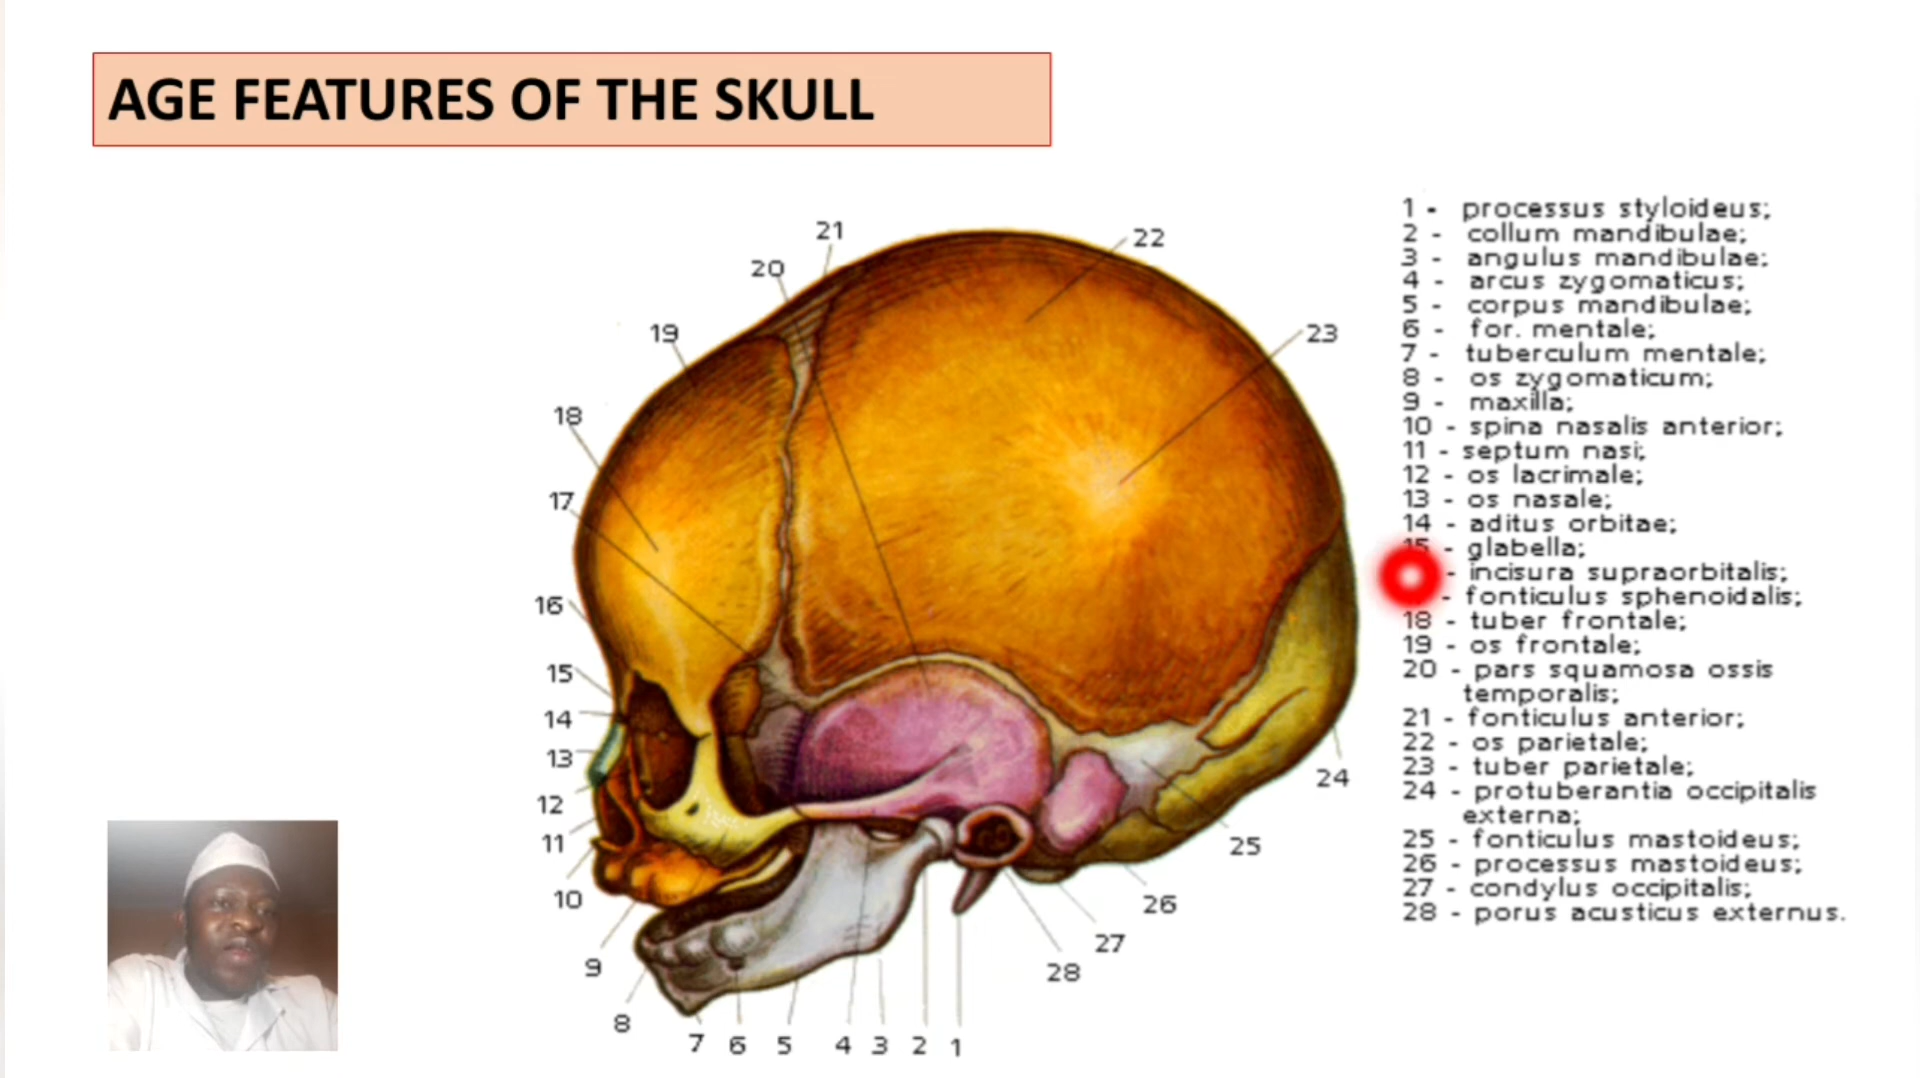 AGE FEATURES OF THE SKULL
1 - processus styloideus;
2 - collum mandibulae;
3 - angulus mandibulae;
4 - arcus zygomaticus;
5 - corpus mandibulae;
6 - for. mentale;
7 - tuberculum mentale;
8 - os zygomaticum;
9 - maxilla;
10 - spina nasalis anterior;
11 - septum nasi;
12 - os lacrimale;
13 - os nasale;
14 - aditus orbitae;
15 - glabella;
- incisura supraorbitalis;
- fonticulus sphenoidalis;
18 - tuber frontale;
19 - os frontale;
20 - pars squamosa ossis
temporalis;
21 - fonticulus anterior;
22 - os parietale;
23 - tuber parietale;
24 - protuberantia occipitalis
externa;
25 - fonticulus mastoideus;
26 - processus mastoideus;
27 - condylus occipitalis;
28 - porus acusticus externus.
21
22
20
19
23
18
17
16
15
14
13
24
12
11
25
10
26
27
9
28
8
7 6 5 4 3 2 1